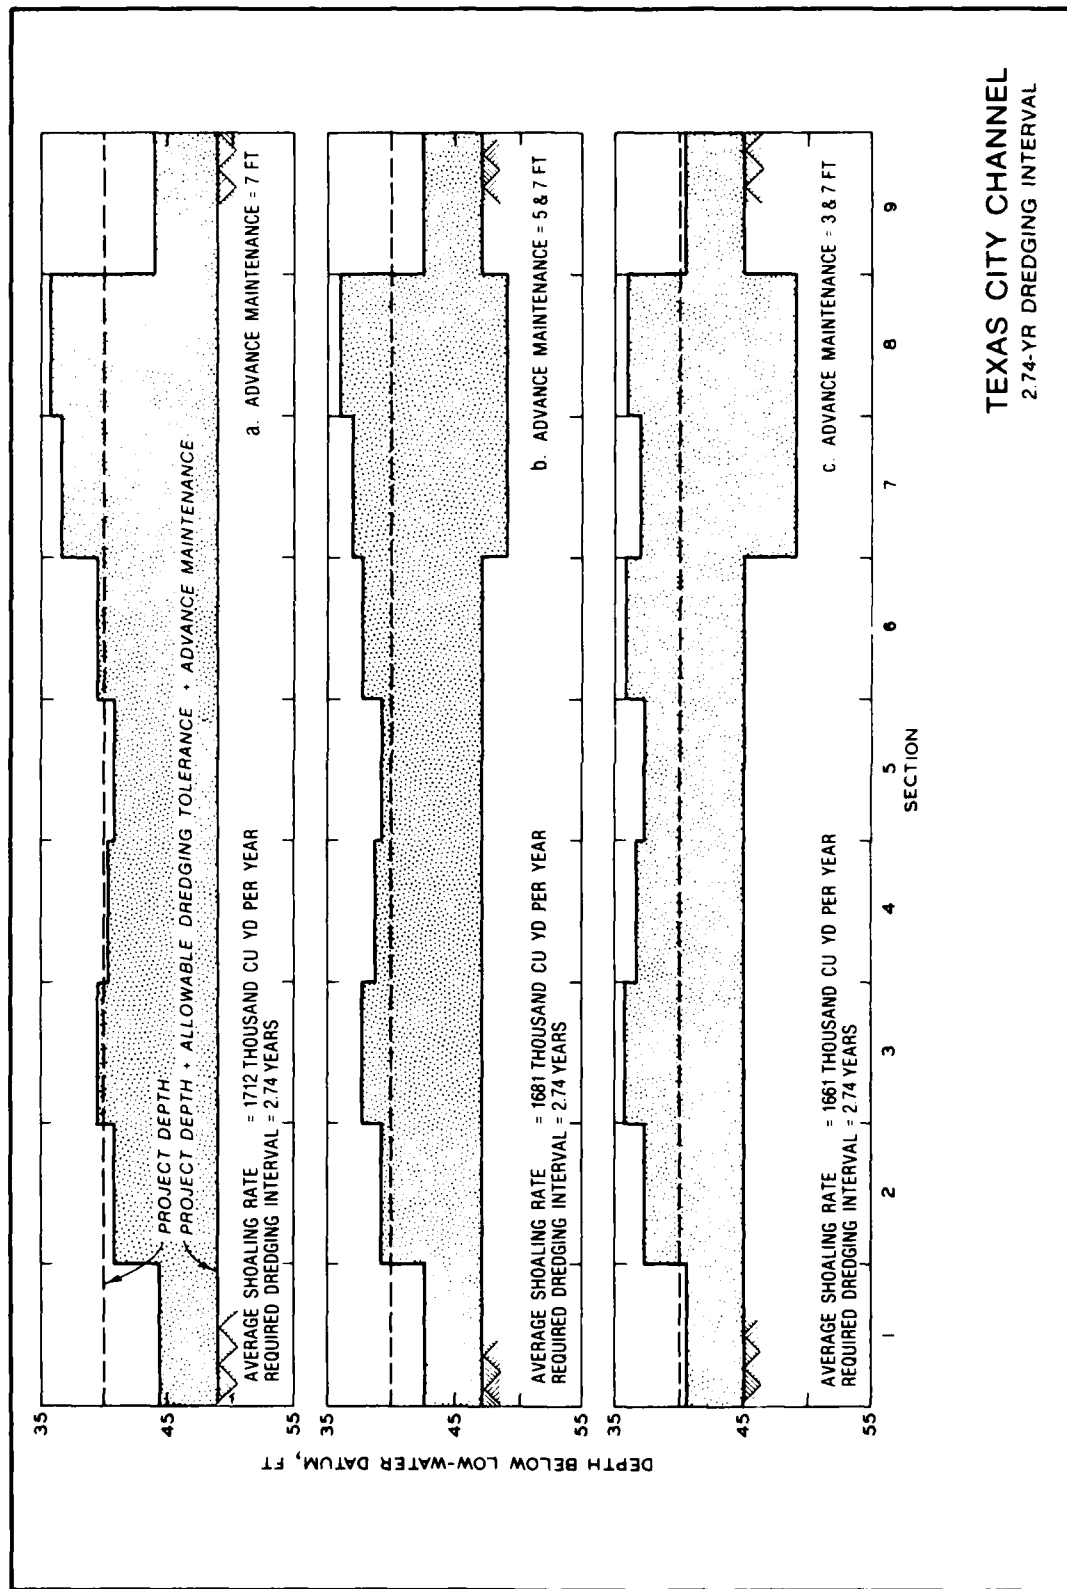 35
45
55
PROJECT DEPTH
PROJECT DEPTH + ALLOWABLE DREDGING TOLERANCE + ADVANCE MAINTENANCE
AVERAGE SHOALING RATE = 1712 THOUSAND CU YD PER YEAR
REQUIRED DREDGING INTERVAL = 2.74 YEARS
a. ADVANCE MAINTENANCE = 7 FT
35
45
55
AVERAGE SHOALING RATE = 1681 THOUSAND CU YD PER YEAR
REQUIRED DREDGING INTERVAL = 2.74 YEARS
b. ADVANCE MAINTENANCE = 5 & 7 FT
DEPTH BELOW LOW-WATER DATUM, FT
35
45
55
AVERAGE SHOALING RATE = 1661 THOUSAND CU YD PER YEAR
REQUIRED DREDGING INTERVAL = 2.74 YEARS
c. ADVANCE MAINTENANCE = 3 & 7 FT
1 2 3 4 5 6 7 8 9
SECTION
TEXAS CITY CHANNEL
2.74-YR DREDGING INTERVAL